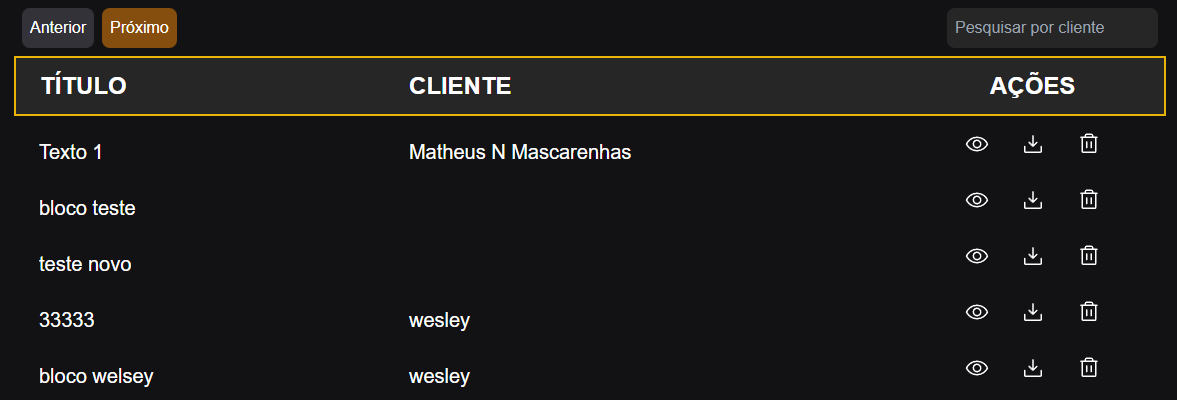 Anterior Próximo Pesquisar por cliente
TÍTULO CLIENTE AÇÕES
Texto 1 Matheus N Mascarenhas
bloco teste
teste novo
33333 wesley
bloco welsey wesley